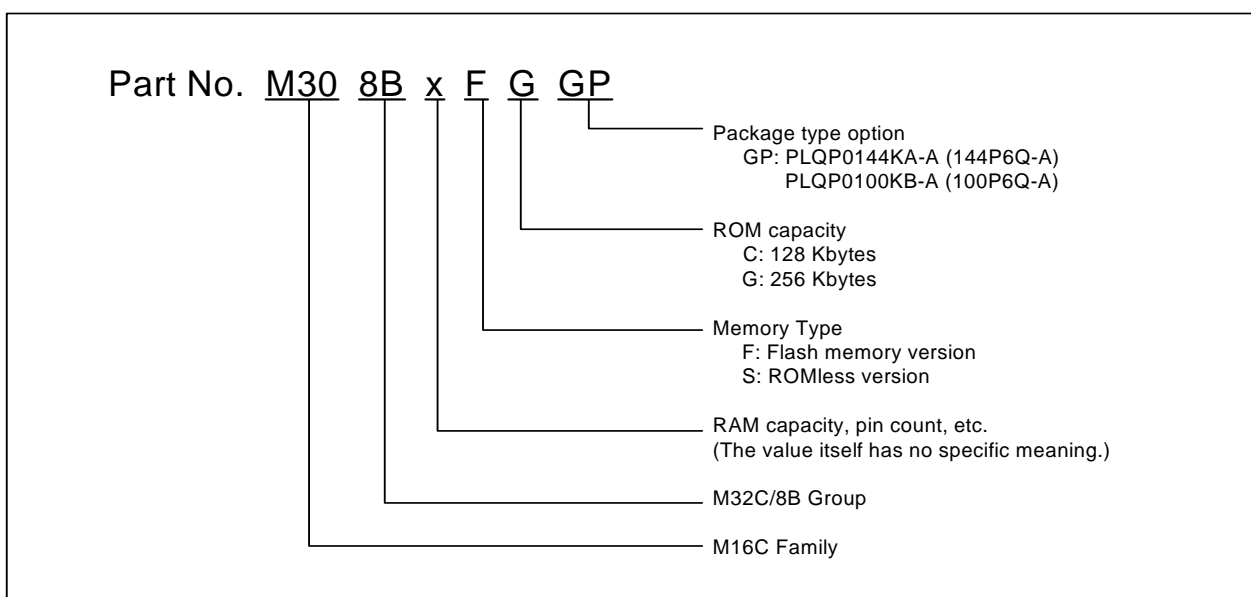 Part No. M30 8B x F G GP
Package type option
GP: PLQP0144KA-A (144P6Q-A)
PLQP0100KB-A (100P6Q-A)
ROM capacity
C: 128 Kbytes
G: 256 Kbytes
Memory Type
F: Flash memory version
S: ROMless version
RAM capacity, pin count, etc.
(The value itself has no specific meaning.)
M32C/8B Group
M16C Family